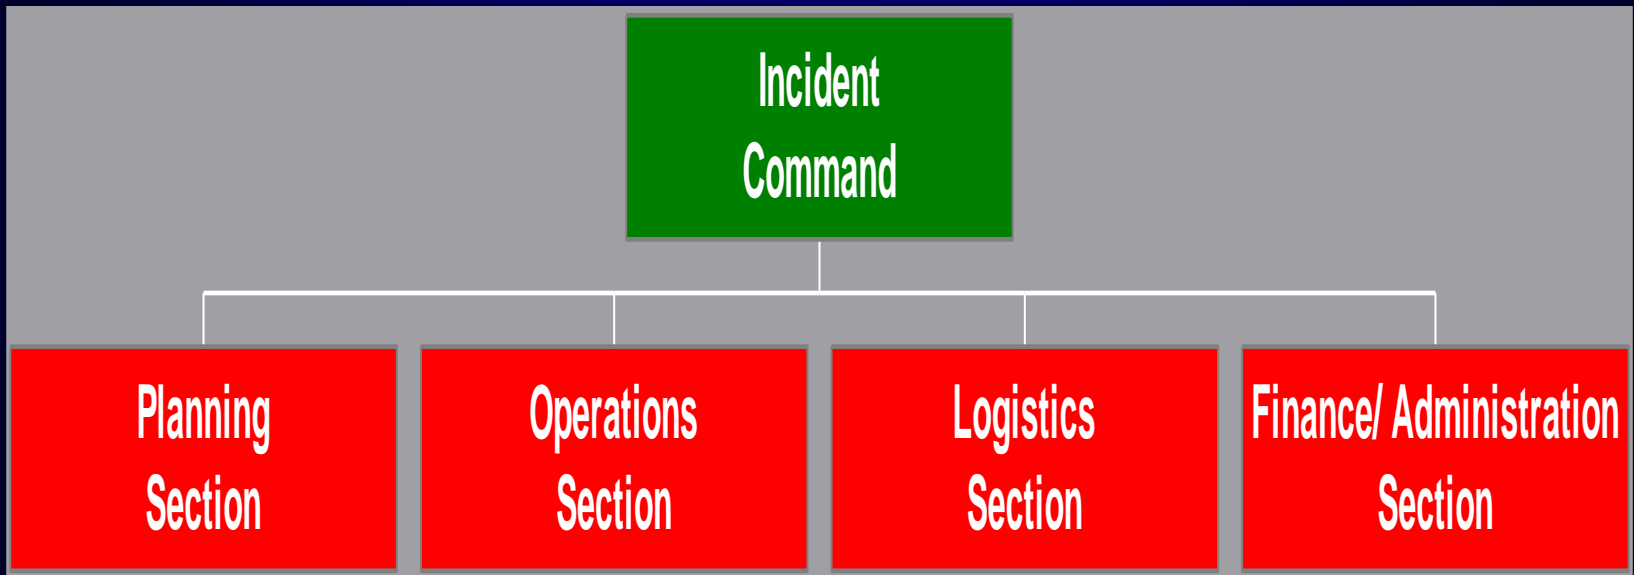 Incident
Command
Planning
Section
Operations
Section
Logistics
Section
Finance/ Administration
Section